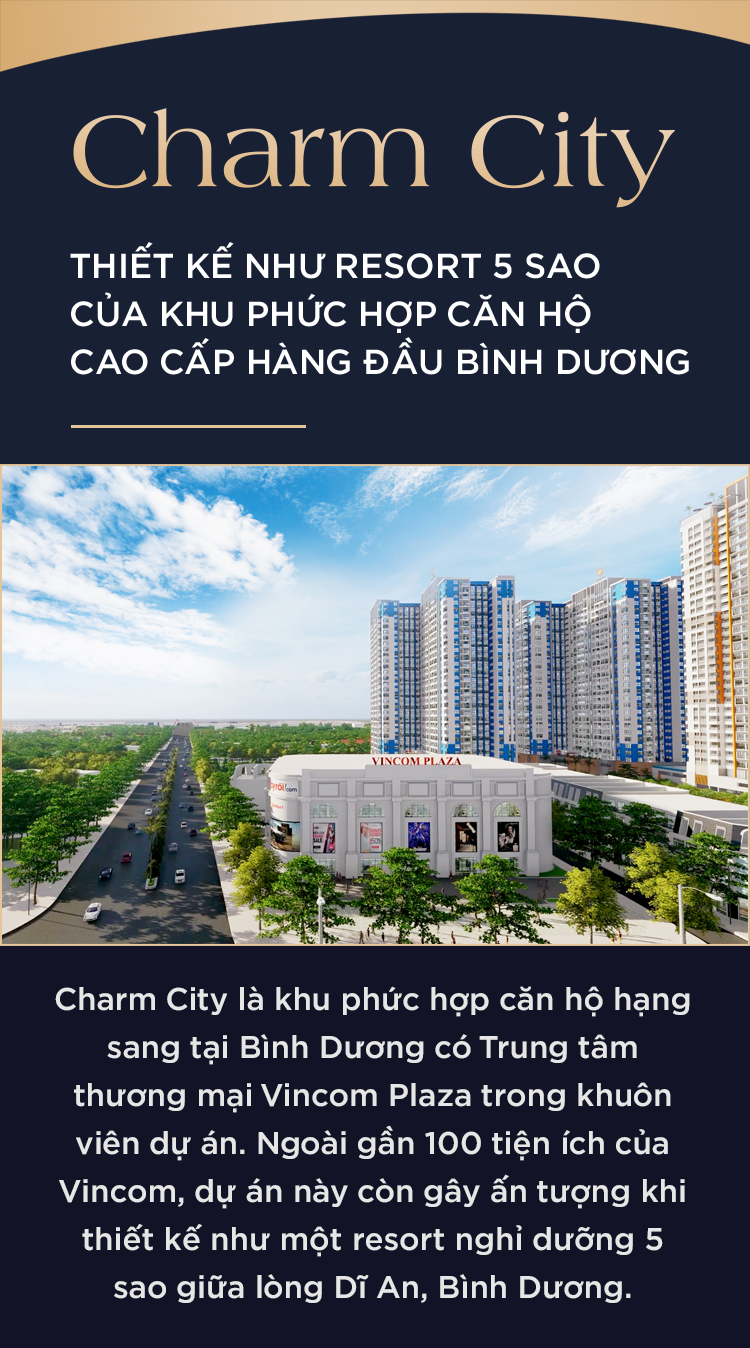 Charm City
THIẾT KẾ NHƯ RESORT 5 SAO
CỦA KHU PHỨC HỢP CĂN HỘ
CAO CẤP HÀNG ĐẦU BÌNH DƯƠNG
VINCOM PLAZA
Charm City là khu phức hợp căn hộ hạng
sang tại Bình Dương có Trung tâm
thương mại Vincom Plaza trong khuôn
viên dự án. Ngoài gần 100 tiện ích của
Vincom, dự án này còn gây ấn tượng khi
thiết kế như một resort nghỉ dưỡng 5
sao giữa lòng Dĩ An, Bình Dương.